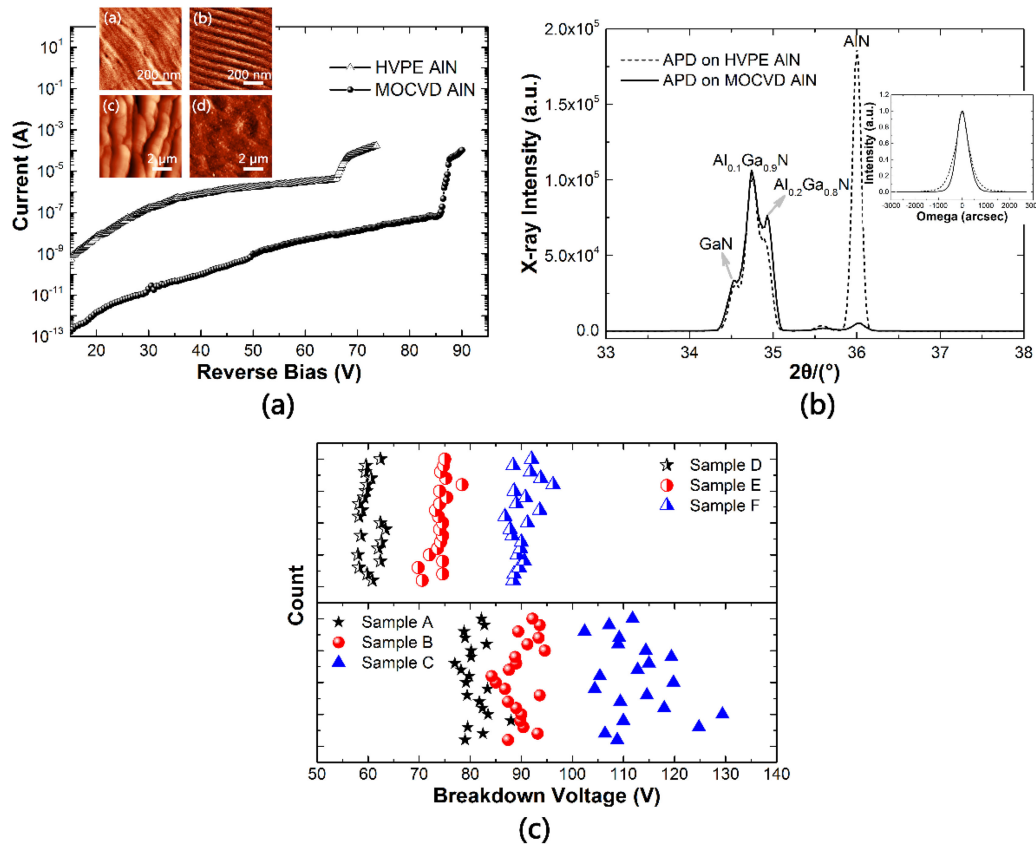 (a)
(b)
200 nm
200 nm
(c)
(d)
2 μm
2 μm
HVPE AlN
MOCVD AlN
10^1
10^-1
10^-3
10^-5
10^-7
10^-9
10^-11
10^-13
Current (A)
20 30 40 50 60 70 80 90
Reverse Bias (V)
(a)
APD on HVPE AlN
APD on MOCVD AlN
AlN
Al0.1Ga0.9N
Al0.2Ga0.8N
GaN
2.0x10^5
1.5x10^5
1.0x10^5
5.0x10^4
0.0
X-ray Intensity (a.u.)
33 34 35 36 37 38
2θ/(°)
1.2
1.0
0.8
0.6
0.4
0.2
0.0
Intensity (a.u.)
-3000 -2000 -1000 0 1000 2000 3000
Omega (arcsec)
(b)
Sample D
Sample E
Sample F
Sample A
Sample B
Sample C
Count
50 60 70 80 90 100 110 120 130 140
Breakdown Voltage (V)
(c)